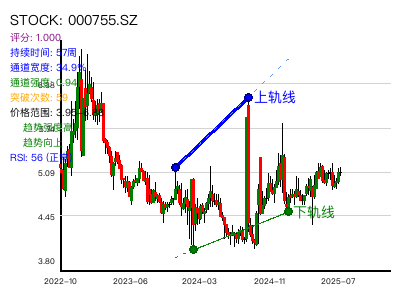 STOCK: 000755.SZ
评分: 1.000
持续时间: 57周
通道宽度: 34.9%
通道强度: 0.94
突破次数: 59
价格范围: 3.95
趋势强度高
趋势向上
RSI: 56 (正常
上轨线
下轨线
5.09
4.45
3.80
2022-10
2023-06
2024-03
2024-11
2025-07